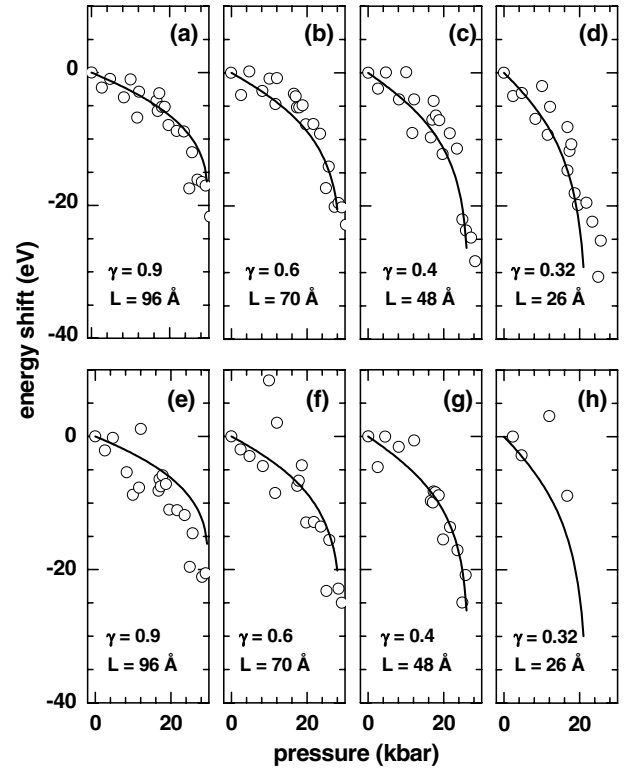 (a) (b) (c) (d)
0
-20
-40
γ = 0.9 γ = 0.6 γ = 0.4 γ = 0.32
L = 96 Å L = 70 Å L = 48 Å L = 26 Å
energy shift (eV)
(e) (f) (g) (h)
0
-20
-40
γ = 0.9 γ = 0.6 γ = 0.4 γ = 0.32
L = 96 Å L = 70 Å L = 48 Å L = 26 Å
0 20 0 20 0 20 0 20
pressure (kbar)